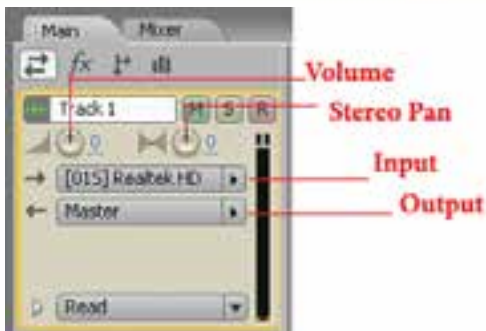 Main Mixer
fx
Volume
Track 1 M S R
Stereo Pan
0 0
[015] Realtek HD
Input
Master
Output
Read